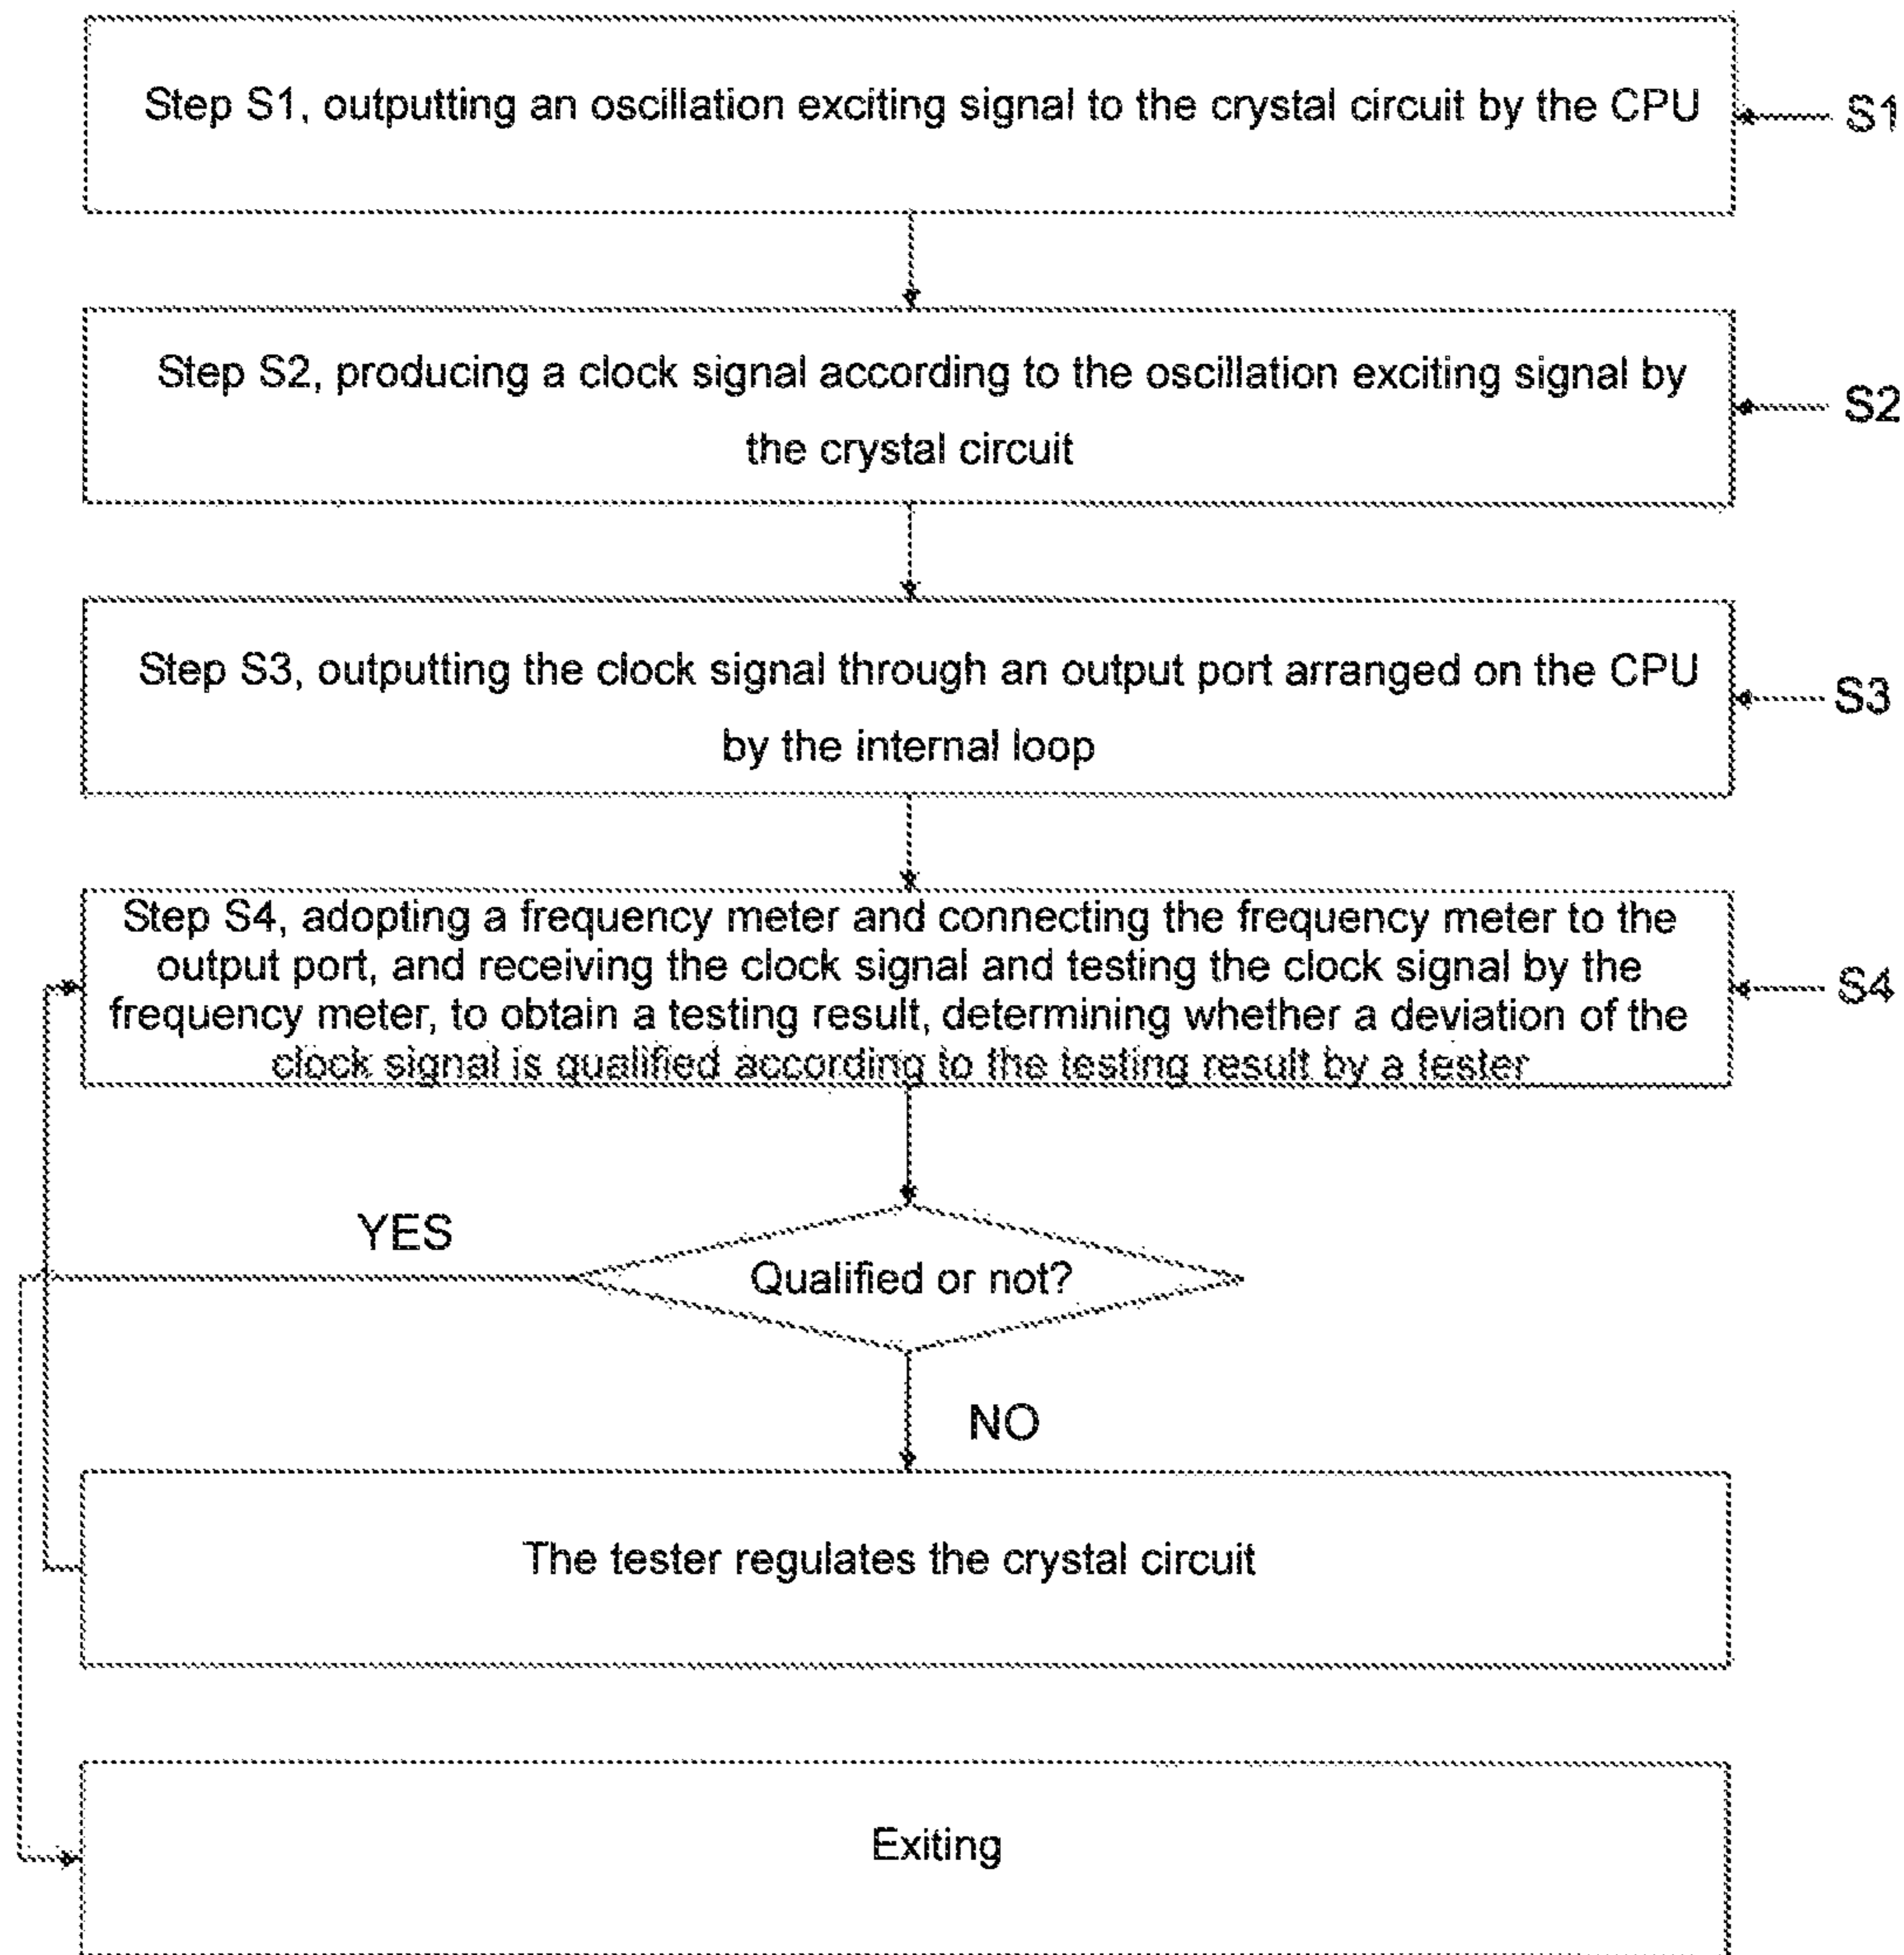 Step S1, outputting an oscillation exciting signal to the crystal circuit by the CPU
S1
Step S2, producing a clock signal according to the oscillation exciting signal by
the crystal circuit
S2
Step S3, outputting the clock signal through an output port arranged on the CPU
by the internal loop
S3
Step S4, adopting a frequency meter and connecting the frequency meter to the
output port, and receiving the clock signal and testing the clock signal by the
frequency meter, to obtain a testing result, determining whether a deviation of the
clock signal is qualified according to the testing result by a tester
S4
YES
Qualified or not?
NO
The tester regulates the crystal circuit
Exiting